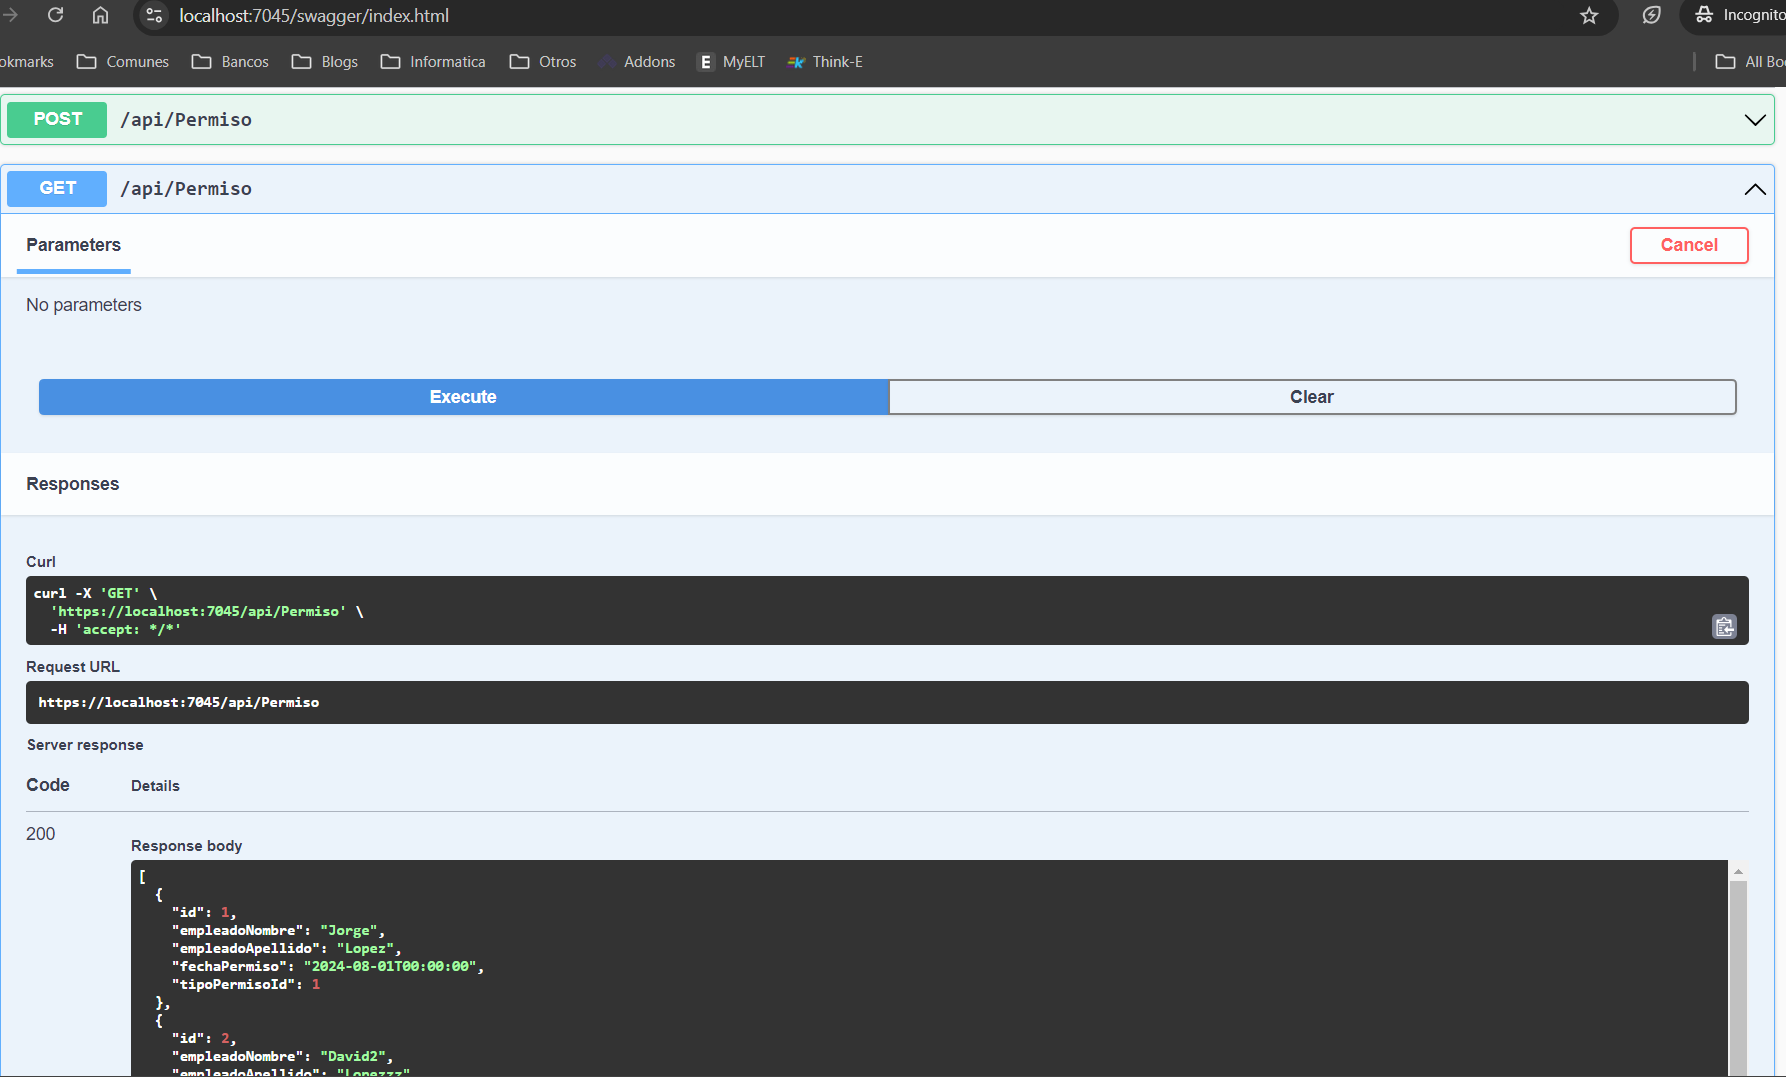 localhost:7045/swagger/index.html
Incognito
okmarks Comunes Bancos Blogs Informatica Otros Addons E MyELT Think-E All Boo
POST /api/Permiso
GET /api/Permiso
Parameters
Cancel
No parameters
Execute
Clear
Responses
Curl
curl -X 'GET' \
'https://localhost:7045/api/Permiso' \
-H 'accept: */*'
Request URL
https://localhost:7045/api/Permiso
Server response
Code Details
200
Response body
[
{
"id": 1,
"empleadoNombre": "Jorge",
"empleadoApellido": "Lopez",
"fechaPermiso": "2024-08-01T00:00:00",
"tipoPermisoId": 1
},
{
"id": 2,
"empleadoNombre": "David2",
"empleadoApellido": "Lopezzz"